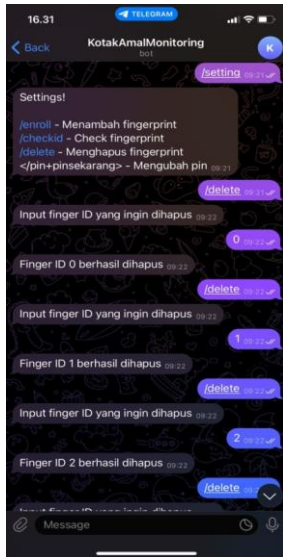 16.31
TELEGRAM
Back
KotakAmalMonitoring
bot
K
/setting 09:21
Settings!
/enroll - Menambah fingerprint
/checkid - Check fingerprint
/delete - Menghapus fingerprint
</pin+pinsekarang> - Mengubah pin 09:21
/delete 09:21
Input finger ID yang ingin dihapus 09:22
0 09:22
Finger ID 0 berhasil dihapus 09:22
/delete 09:22
Input finger ID yang ingin dihapus 09:22
1 09:22
Finger ID 1 berhasil dihapus 09:22
/delete 09:22
Input finger ID yang ingin dihapus 09:22
2 09:22
Finger ID 2 berhasil dihapus 09:22
/delete
Message